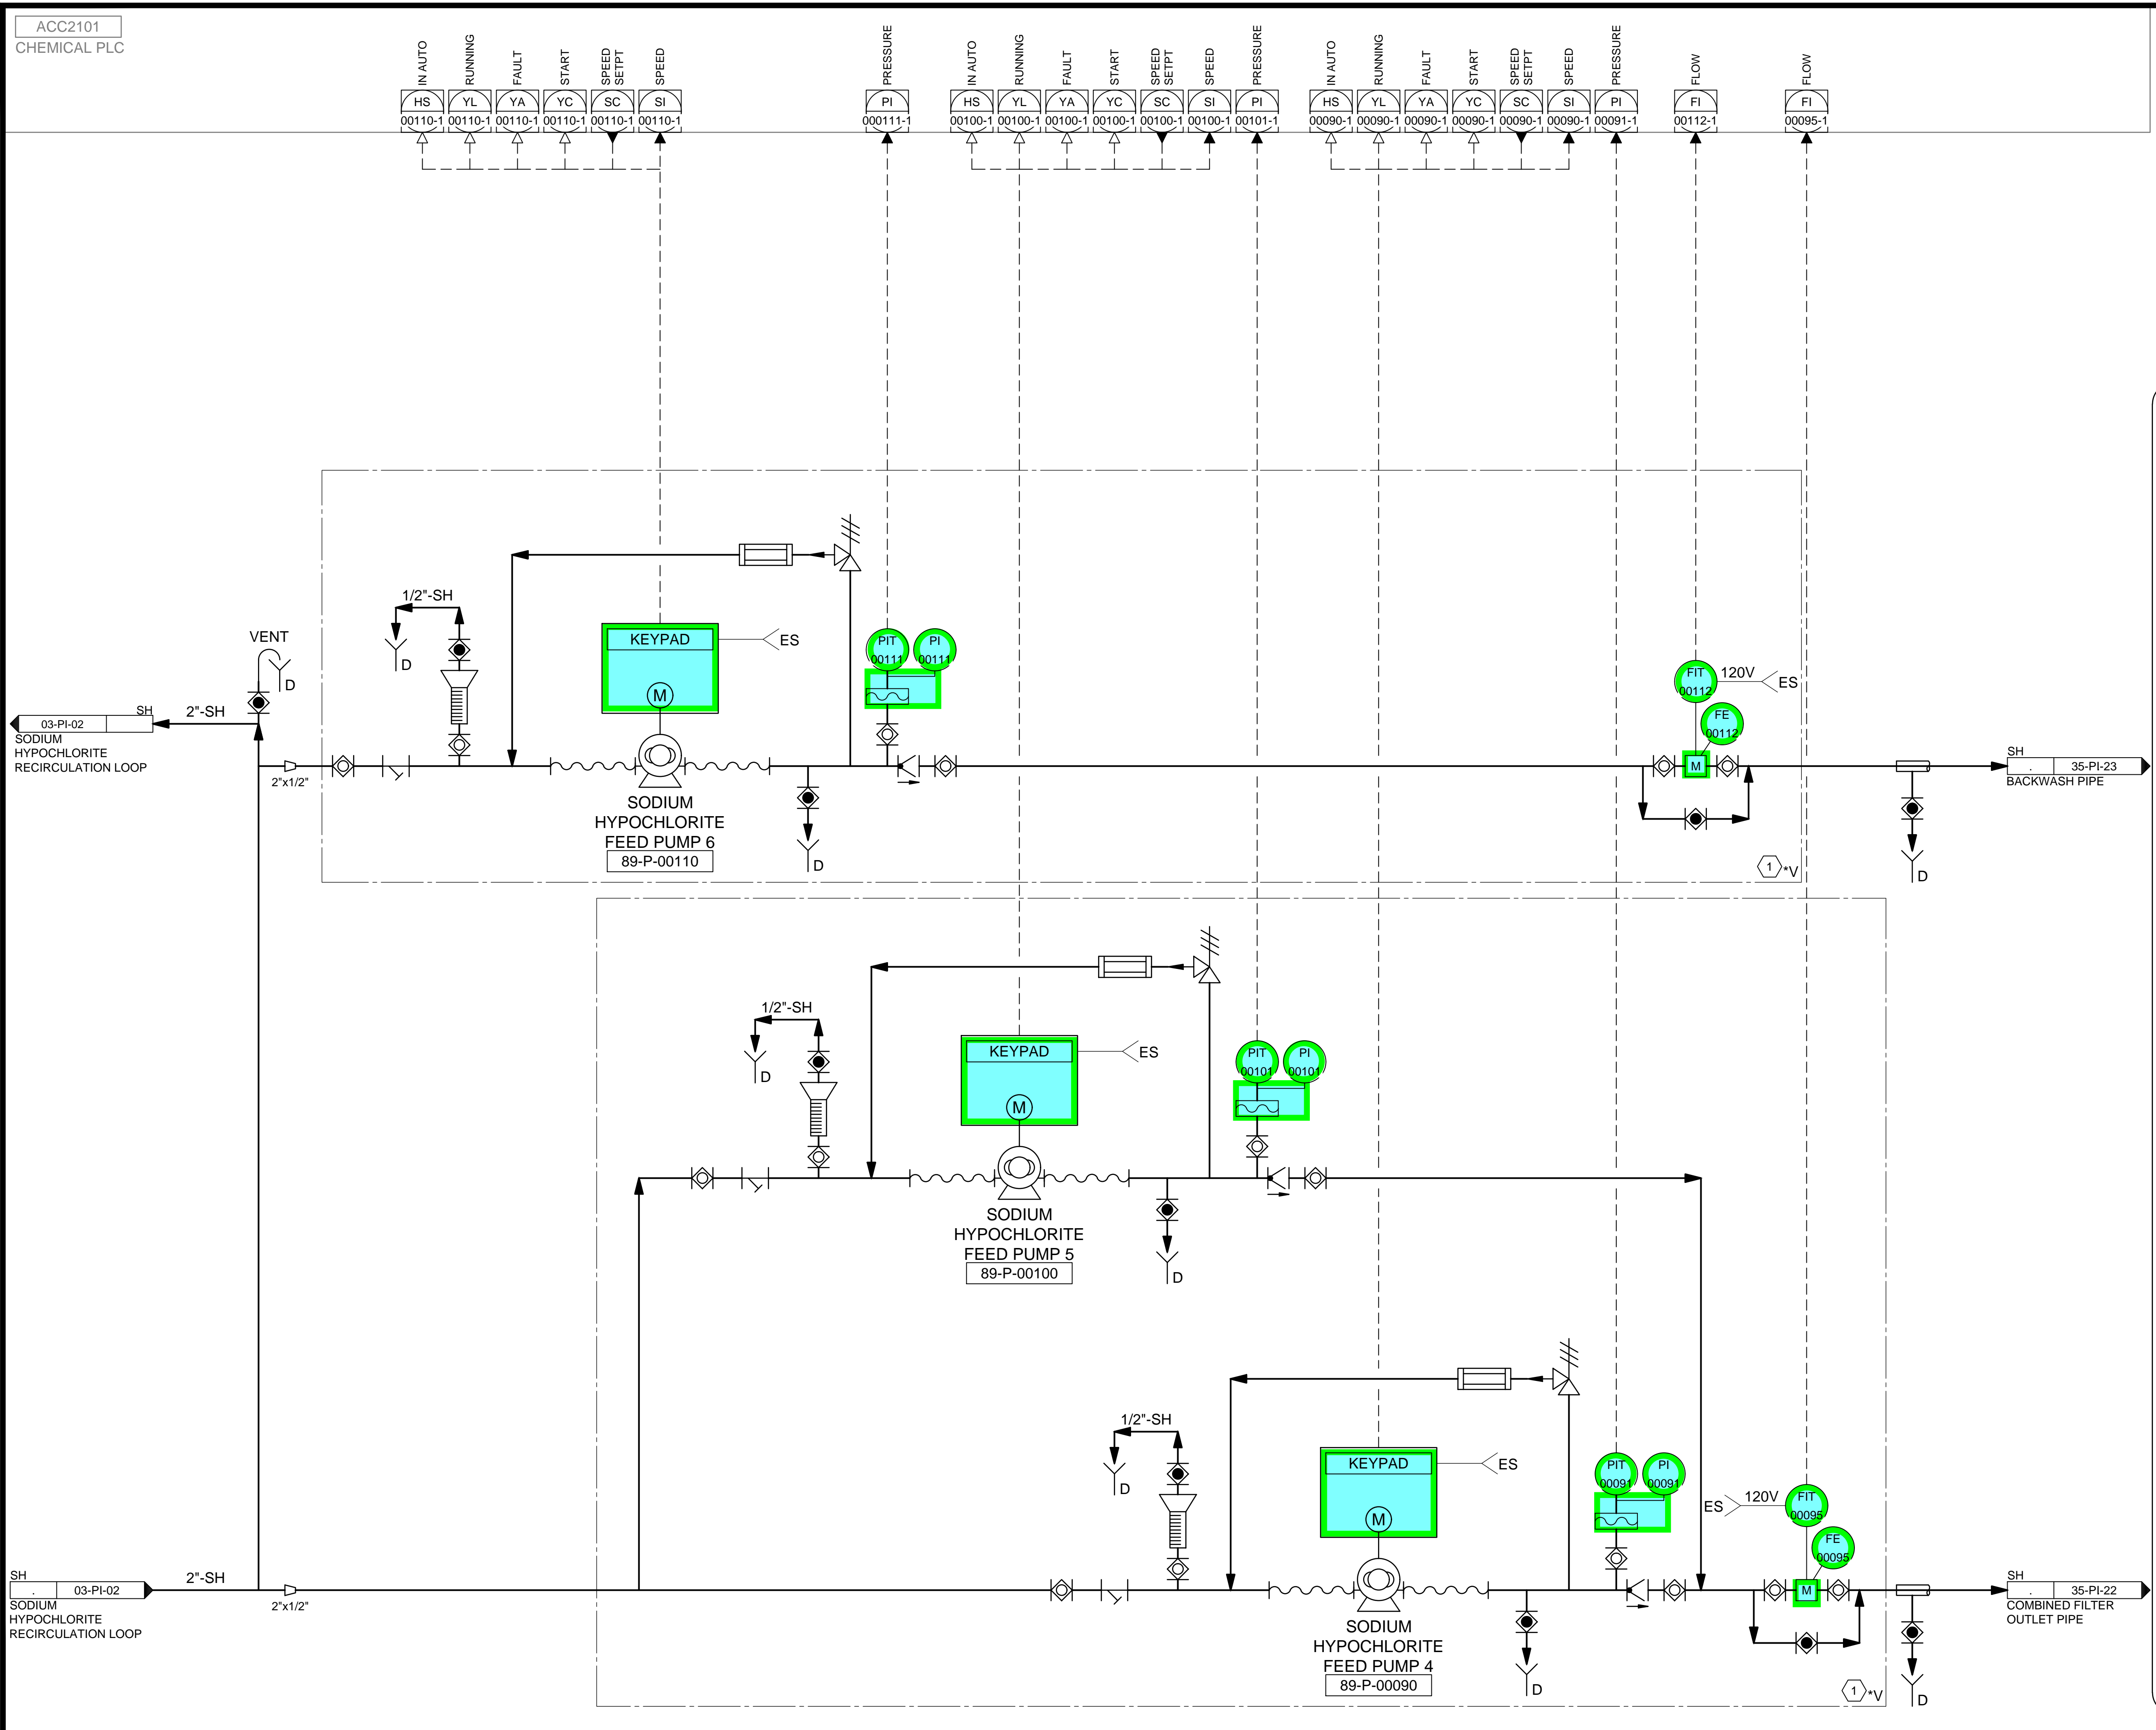 ACC2101
CHEMICAL PLC
IN AUTO
RUNNING
FAULT
START
SPEED
SETPT
SPEED
PRESSURE
IN AUTO
RUNNING
FAULT
START
SPEED
SETPT
SPEED
PRESSURE
IN AUTO
RUNNING
FAULT
START
SPEED
SETPT
SPEED
PRESSURE
FLOW
FLOW
HS YL YA YC SC SI PI HS YL YA YC SC SI PI HS YL YA YC SC SI PI FI FI
00110-1 00110-1 00110-1 00110-1 00110-1 00110-1 000111-1 00100-1 00100-1 00100-1 00100-1 00100-1 00100-1 00101-1 00090-1 00090-1 00090-1 00090-1 00090-1 00090-1 00091-1 00112-1 00095-1
1/2"-SH
D
VENT
D
KEYPAD
ES
M
PIT
00111
PI
00111
FIT
00112
120V
ES
FE
00112
M
SH
03-PI-02
2"-SH
SODIUM
HYPOCHLORITE
RECIRCULATION LOOP
2"x1/2"
SH
. 35-PI-23
BACKWASH PIPE
SODIUM
HYPOCHLORITE
FEED PUMP 6
89-P-00110
D
1
*V
D
1/2"-SH
D
KEYPAD
ES
M
PIT
00101
PI
00101
SODIUM
HYPOCHLORITE
FEED PUMP 5
89-P-00100
D
1/2"-SH
D
KEYPAD
ES
M
PIT
00091
PI
00091
ES
120V
FIT
00095
FE
00095
M
SH
. 03-PI-02
2"-SH
SODIUM
HYPOCHLORITE
RECIRCULATION LOOP
2"x1/2"
SH
. 35-PI-22
COMBINED FILTER
OUTLET PIPE
SODIUM
HYPOCHLORITE
FEED PUMP 4
89-P-00090
D
1
*V
D